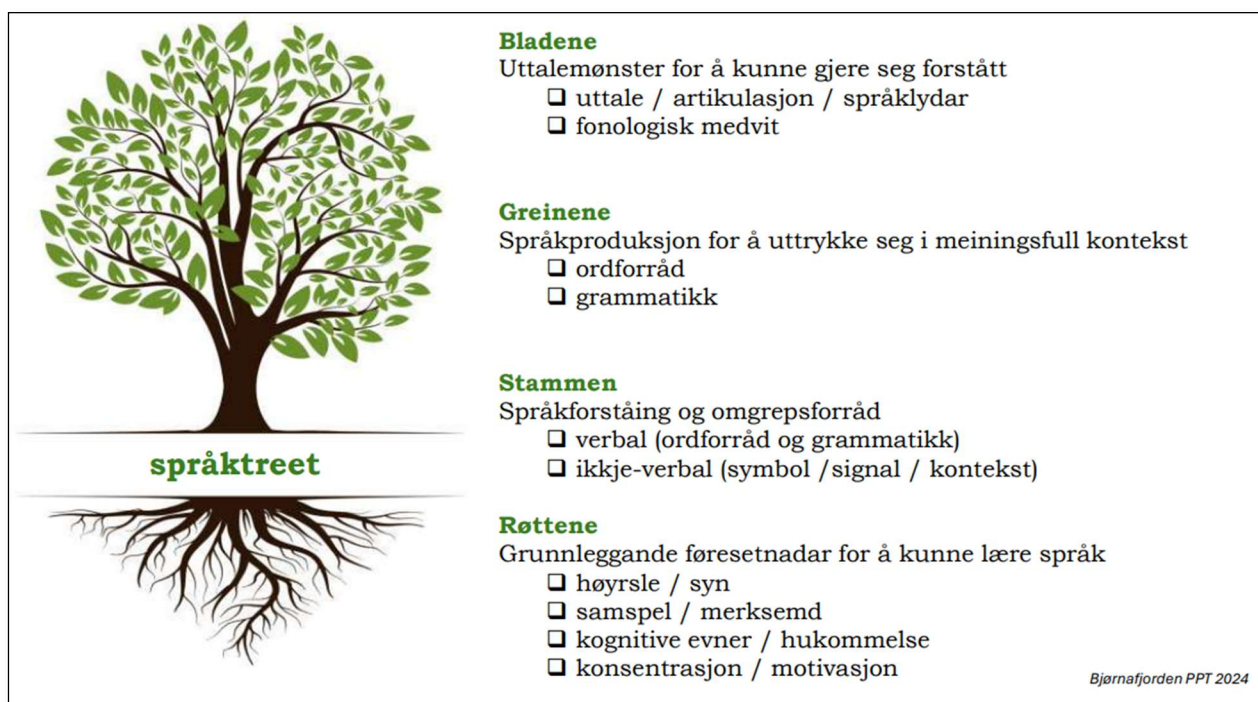 Bladene
Uttalemønster for å kunne gjere seg forstått
❑ uttale / artikulasjon / språklydar
❑ fonologisk medvit
Greinene
Språkproduksjon for å uttrykke seg i meiningsfull kontekst
❑ ordforråd
❑ grammatikk
Stammen
Språkforståing og omgrepsforråd
❑ verbal (ordforråd og grammatikk)
❑ ikkje-verbal (symbol /signal / kontekst)
språktreet
Røttene
Grunnleggande føresetnadar for å kunne lære språk
❑ høyrsle / syn
❑ samspel / merksemd
❑ kognitive evner / hukommelse
❑ konsentrasjon / motivasjon
Bjørnafjorden PPT 2024